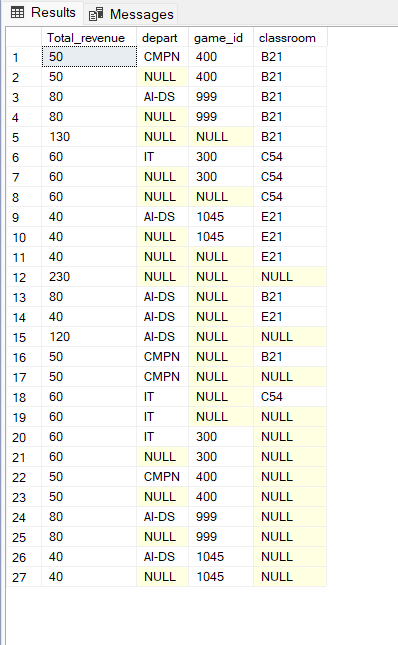 Results Messages
Total_revenue depart game_id classroom
1 50 CMPN 400 B21
2 50 NULL 400 B21
3 80 AI-DS 999 B21
4 80 NULL 999 B21
5 130 NULL NULL B21
6 60 IT 300 C54
7 60 NULL 300 C54
8 60 NULL NULL C54
9 40 AI-DS 1045 E21
10 40 NULL 1045 E21
11 40 NULL NULL E21
12 230 NULL NULL NULL
13 80 AI-DS NULL B21
14 40 AI-DS NULL E21
15 120 AI-DS NULL NULL
16 50 CMPN NULL B21
17 50 CMPN NULL NULL
18 60 IT NULL C54
19 60 IT NULL NULL
20 60 IT 300 NULL
21 60 NULL 300 NULL
22 50 CMPN 400 NULL
23 50 NULL 400 NULL
24 80 AI-DS 999 NULL
25 80 NULL 999 NULL
26 40 AI-DS 1045 NULL
27 40 NULL 1045 NULL